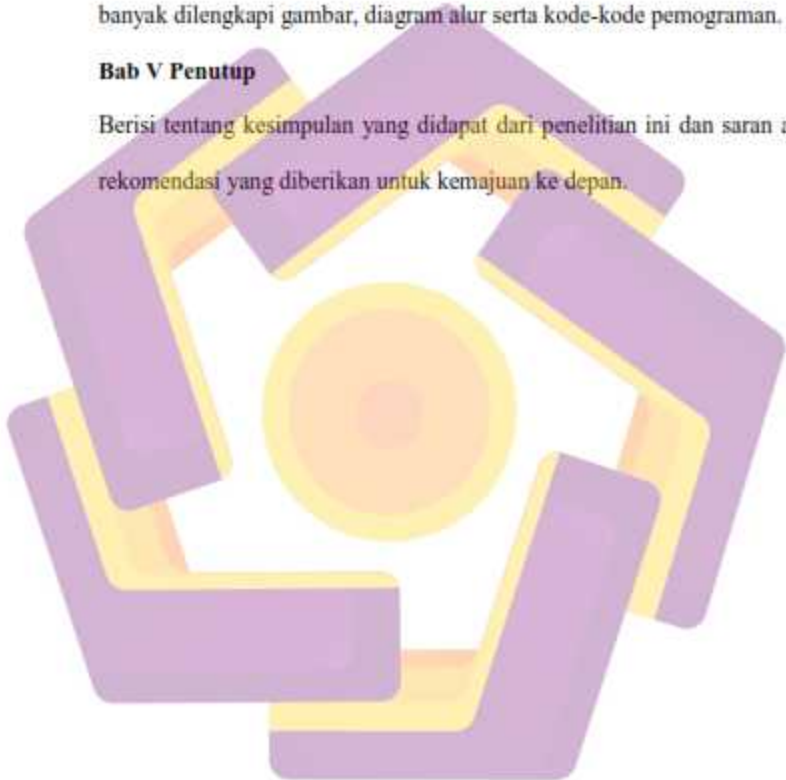 banyak dilengkapi gambar, diagram alur serta kode-kode pemograman.
Bab V Penutup
Berisi tentang kesimpulan yang didapat dari penelitian ini dan saran a
rekomendasi yang diberikan untuk kemajuan ke depan.